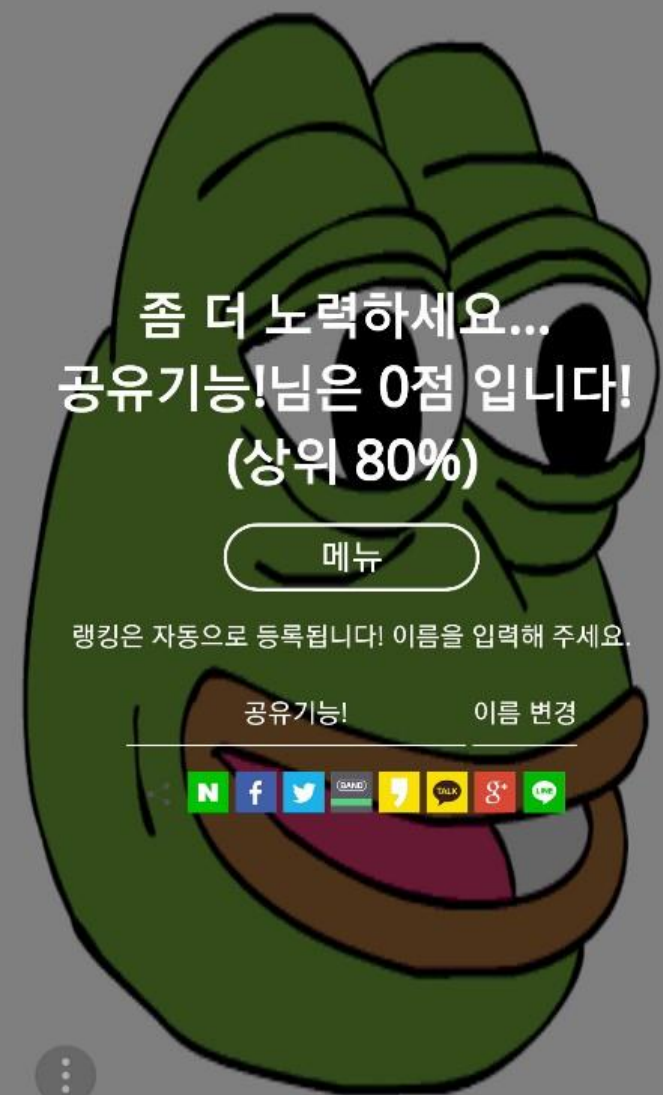 좀 더 노력하세요...
공유기능!님은 0점 입니다!
(상위 80%)
메뉴
랭킹은 자동으로 등록됩니다! 이름을 입력해 주세요.
공유기능! 이름 변경
N f BAND TALK g+ LINE